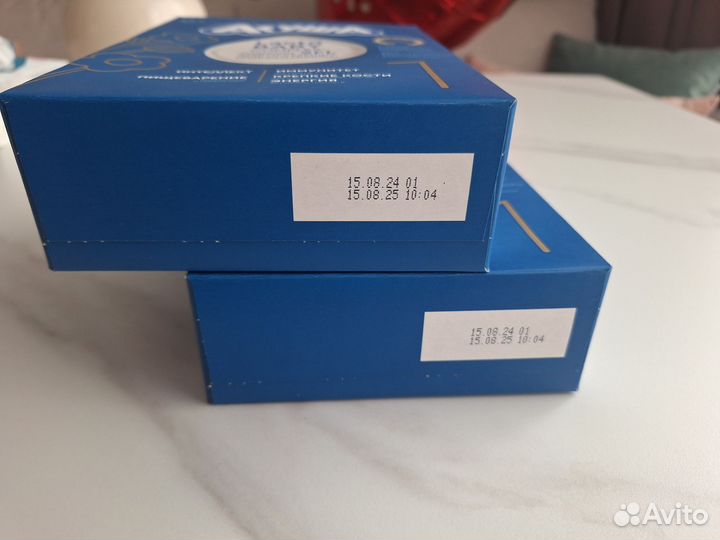 ИНТЕЛЛЕКТ
ИММУНИТЕТ
ПИЩЕВАРЕНИЕ
КРЕПКИЕ КОСТИ
ЭНЕРГИЯ
15.08.24 01
15.08.25 10:04
15.08.24 01
15.08.25 10:04
Avito